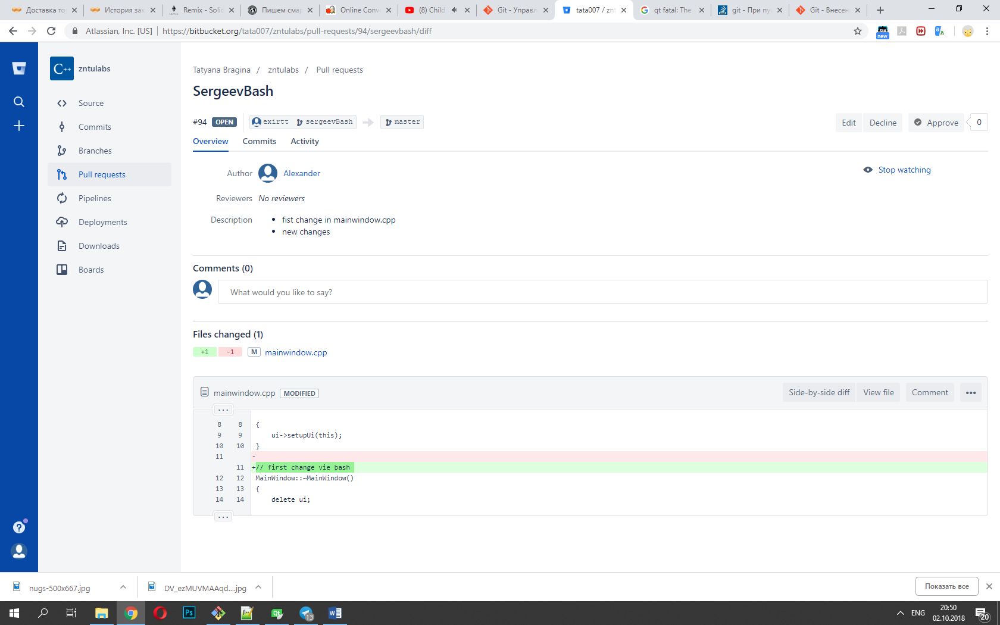 Доставка то
История зак
Remix - Solid
Пишем смар
Online Conv
(8) Child
Git - Управл
tata007 / znt
qt fatal: The
git - При пу
Git - Внесен
Atlassian, Inc. [US]
https://bitbucket.org/tata007/zntulabs/pull-requests/94/sergeevbash/diff
new
C++
zntulabs
Source
Commits
Branches
Pull requests
Pipelines
Deployments
Downloads
Boards
Tatyana Bragina / zntulabs / Pull requests
SergeevBash
#94 OPEN exirtt sergeevBash master
Edit Decline Approve 0
Overview Commits Activity
Author Alexander
Stop watching
Reviewers No reviewers
Description • fist change in mainwindow.cpp
• new changes
Comments (0)
What would you like to say?
Files changed (1)
+1 -1 M mainwindow.cpp
mainwindow.cpp MODIFIED
Side-by-side diff View file Comment •••
...
8 8 {
9 9 ui->setupUi(this);
10 10 }
11 -
11 +// first change vie bash
12 12 MainWindow::~MainWindow()
13 13 {
14 14 delete ui;
...
nugs-500x667.jpg
DV_ezMUVMAAqd....jpg
Показать все
Ps
Qt
13
W
ENG
20:50
02.10.2018
20